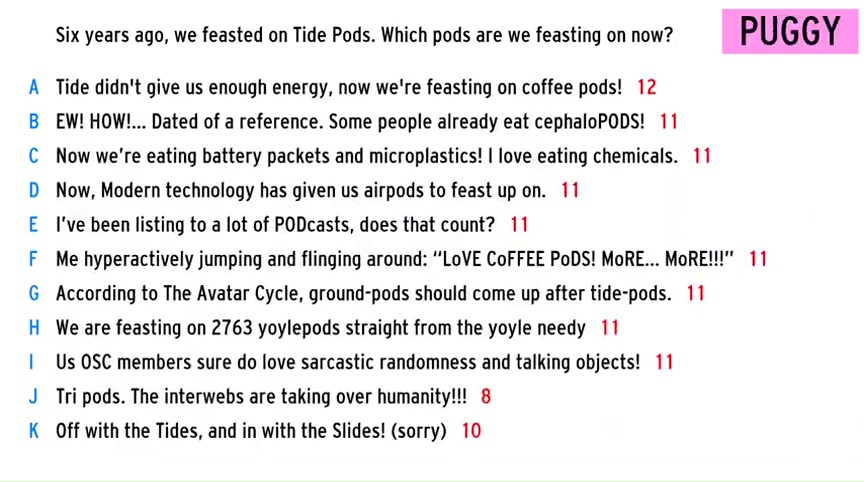 Six years ago, we feasted on Tide Pods. Which pods are we feasting on now?
PUGGY
A Tide didn't give us enough energy, now we're feasting on coffee pods! 12
B EW! HOW!... Dated of a reference. Some people already eat cephaloPODS! 11
C Now we're eating battery packets and microplastics! I love eating chemicals. 11
D Now, Modern technology has given us airpods to feast up on. 11
E I've been listing to a lot of PODcasts, does that count? 11
F Me hyperactively jumping and flinging around: “LoVE CoFFEE PoDS! MoRE... MoRE!!!” 11
G According to The Avatar Cycle, ground-pods should come up after tide-pods. 11
H We are feasting on 2763 yoylepods straight from the yoyle needy 11
I Us OSC members sure do love sarcastic randomness and talking objects! 11
J Tri pods. The interwebs are taking over humanity!!! 8
K Off with the Tides, and in with the Slides! (sorry) 10